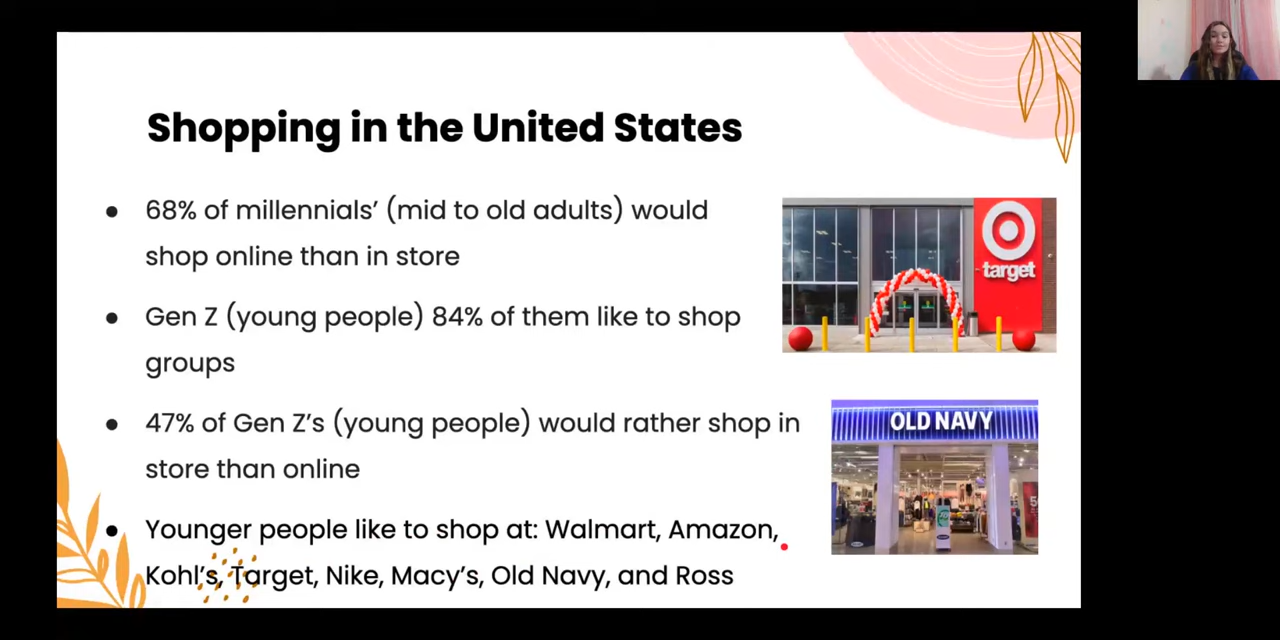 Shopping in the United States
● 68% of millennials’ (mid to old adults) would
shop online than in store
● Gen Z (young people) 84% of them like to shop
groups
● 47% of Gen Z’s (young people) would rather shop in
store than online
● Younger people like to shop at: Walmart, Amazon,
Kohl’s, Target, Nike, Macy’s, Old Navy, and Ross
target
OLD NAVY